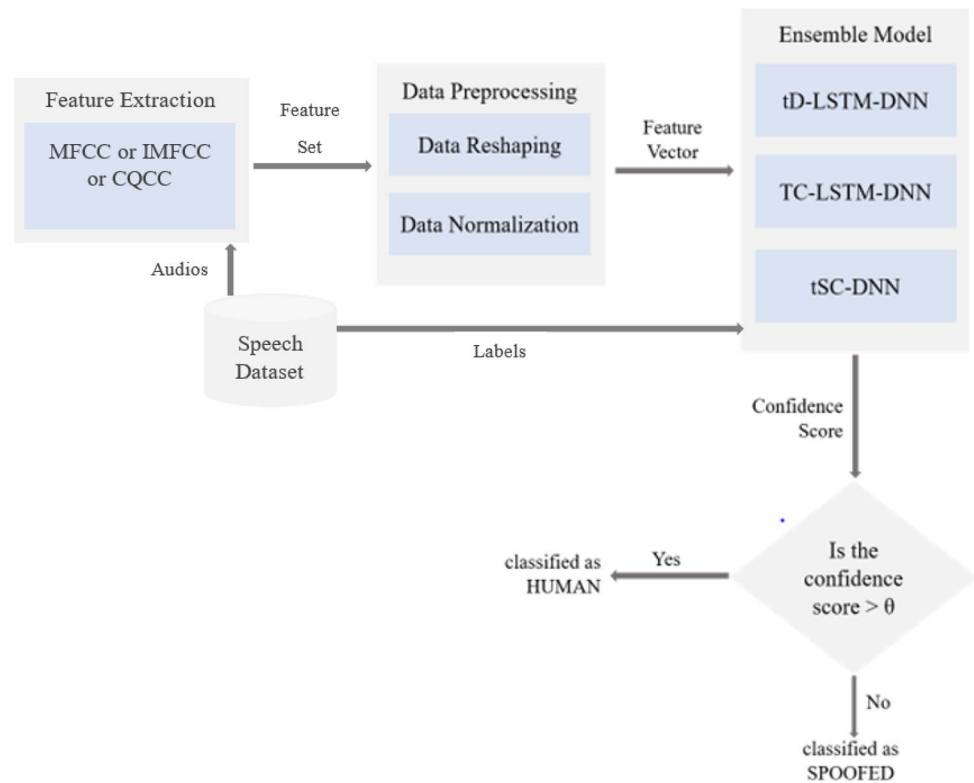 Feature Extraction
MFCC or IMFCC
or CQCC
Feature
Set
Data Preprocessing
Data Reshaping
Data Normalization
Feature
Vector
Ensemble Model
tD-LSTM-DNN
TC-LSTM-DNN
tSC-DNN
Audios
Speech
Dataset
Labels
Confidence
Score
Is the
confidence
score > θ
Yes
classified as
HUMAN
No
classified as
SPOOFED